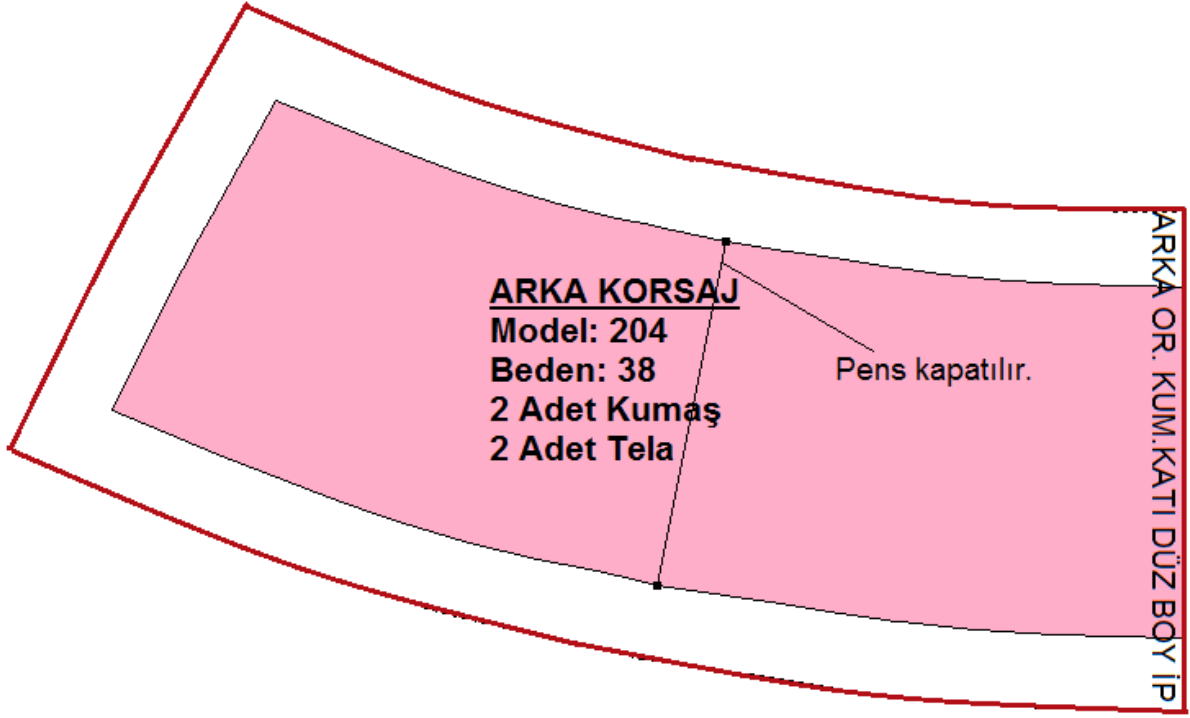 ARKA KORSAJ
Model: 204
Beden: 38
2 Adet Kumaş
2 Adet Tela
Pens kapatılır.
ARKA OR. KUM.KATI DÜZ BOY İP